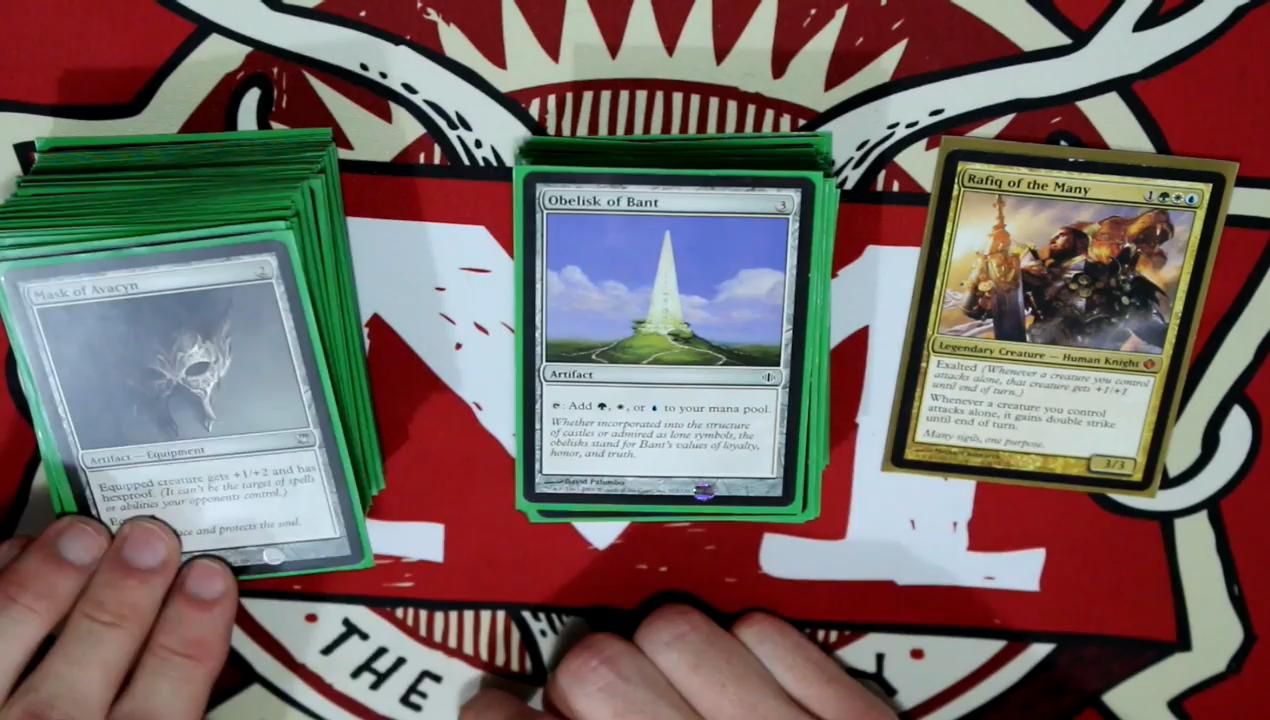 Mask of Avacyn
2
Artifact — Equipment
Equipped creature gets +1/+2 and has
hexproof. (It can't be the target of spells
or abilities your opponents control.)
and protects the soul.
Obelisk of Bant
3
Artifact
: Add , , or to your mana pool.
Whether incorporated into the structure
of castles or admired as lone symbols, the
obelisks stand for Bant's values of loyalty,
honor, and truth.
David Palumbo
Rafiq of the Many
1
Legendary Creature — Human Knight
Exalted (Whenever a creature you control
attacks alone, that creature gets +1/+1
until end of turn.)
Whenever a creature you control
attacks alone, it gains double strike
until end of turn.
Many sigils, one purpose.
3/3
THE